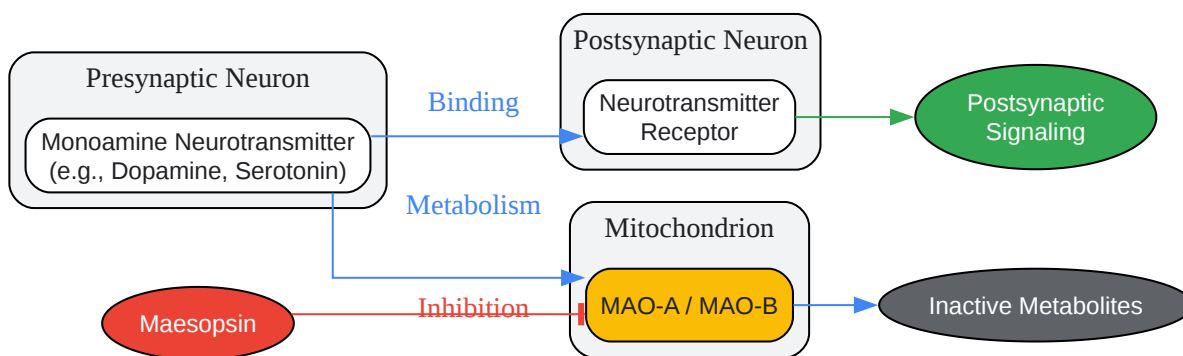 Postsynaptic Neuron
Presynaptic Neuron
Binding
Neurotransmitter
Receptor
Postsynaptic
Signaling
Monoamine Neurotransmitter
(e.g., Dopamine, Serotonin)
Metabolism
Mitochondrion
Maesopsin
Inhibition
MAO-A / MAO-B
Inactive Metabolites